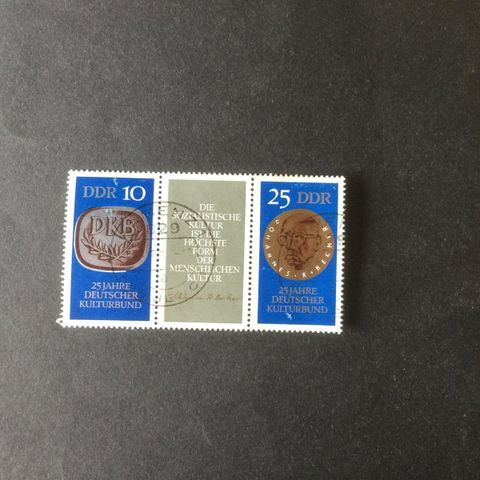 DDR 10
DKB
25 JAHRE
DEUTSCHER
KULTURBUND
DIE
SOZIALISTISCHE
KULTUR
IST DIE
HÖCHSTE
FORM
DER
MENSCHLICHEN
KULTUR
25 DDR
JOHANNES · R · BECHER
25 JAHRE
DEUTSCHER
KULTURBUND
29